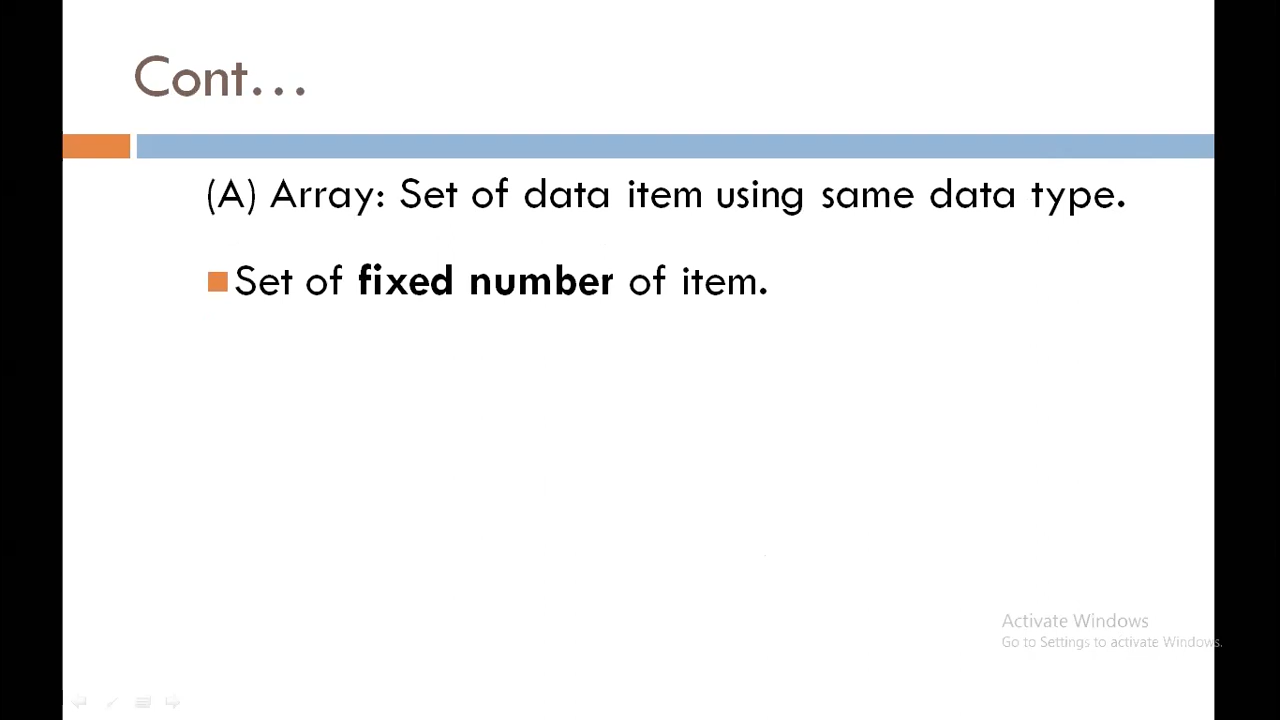 Cont...
(A) Array: Set of data item using same data type.
Set of fixed number of item.
Activate Windows
Go to Settings to activate Windows.